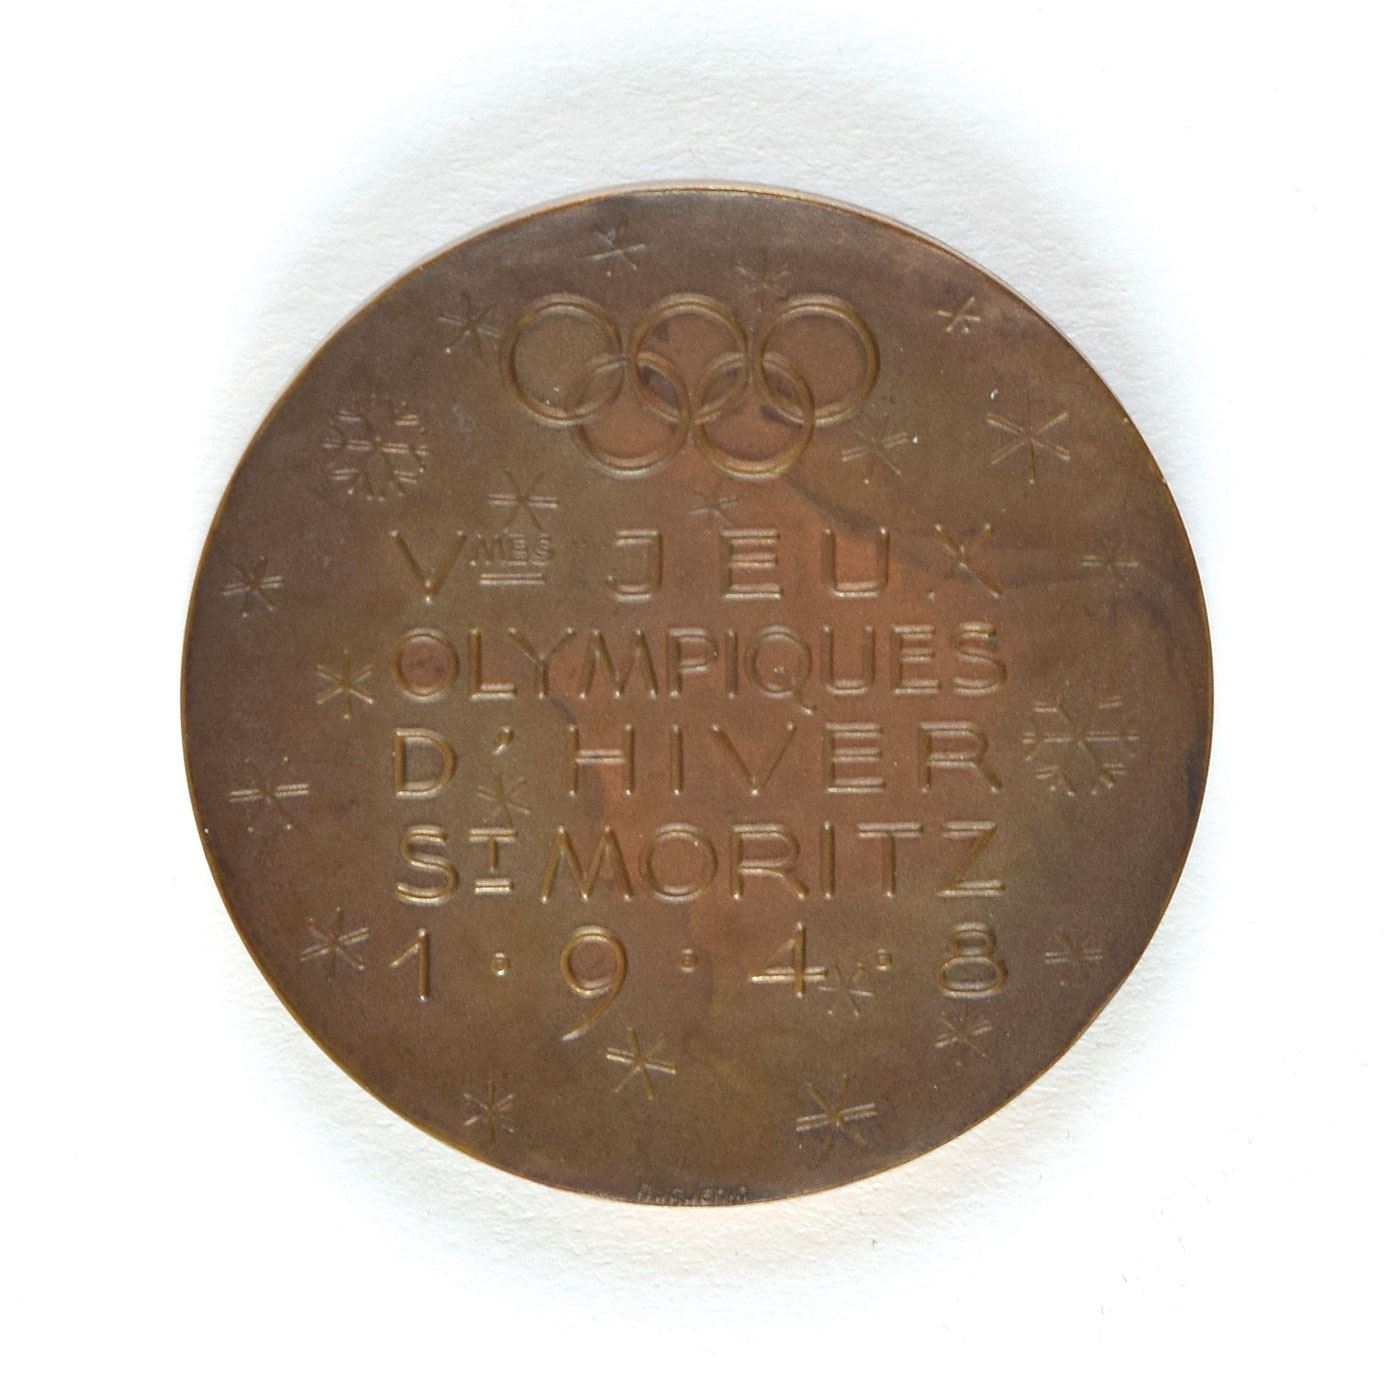 VMES JEUX
OLYMPIQUES
D'HIVER
ST MORITZ
1·9·4·8